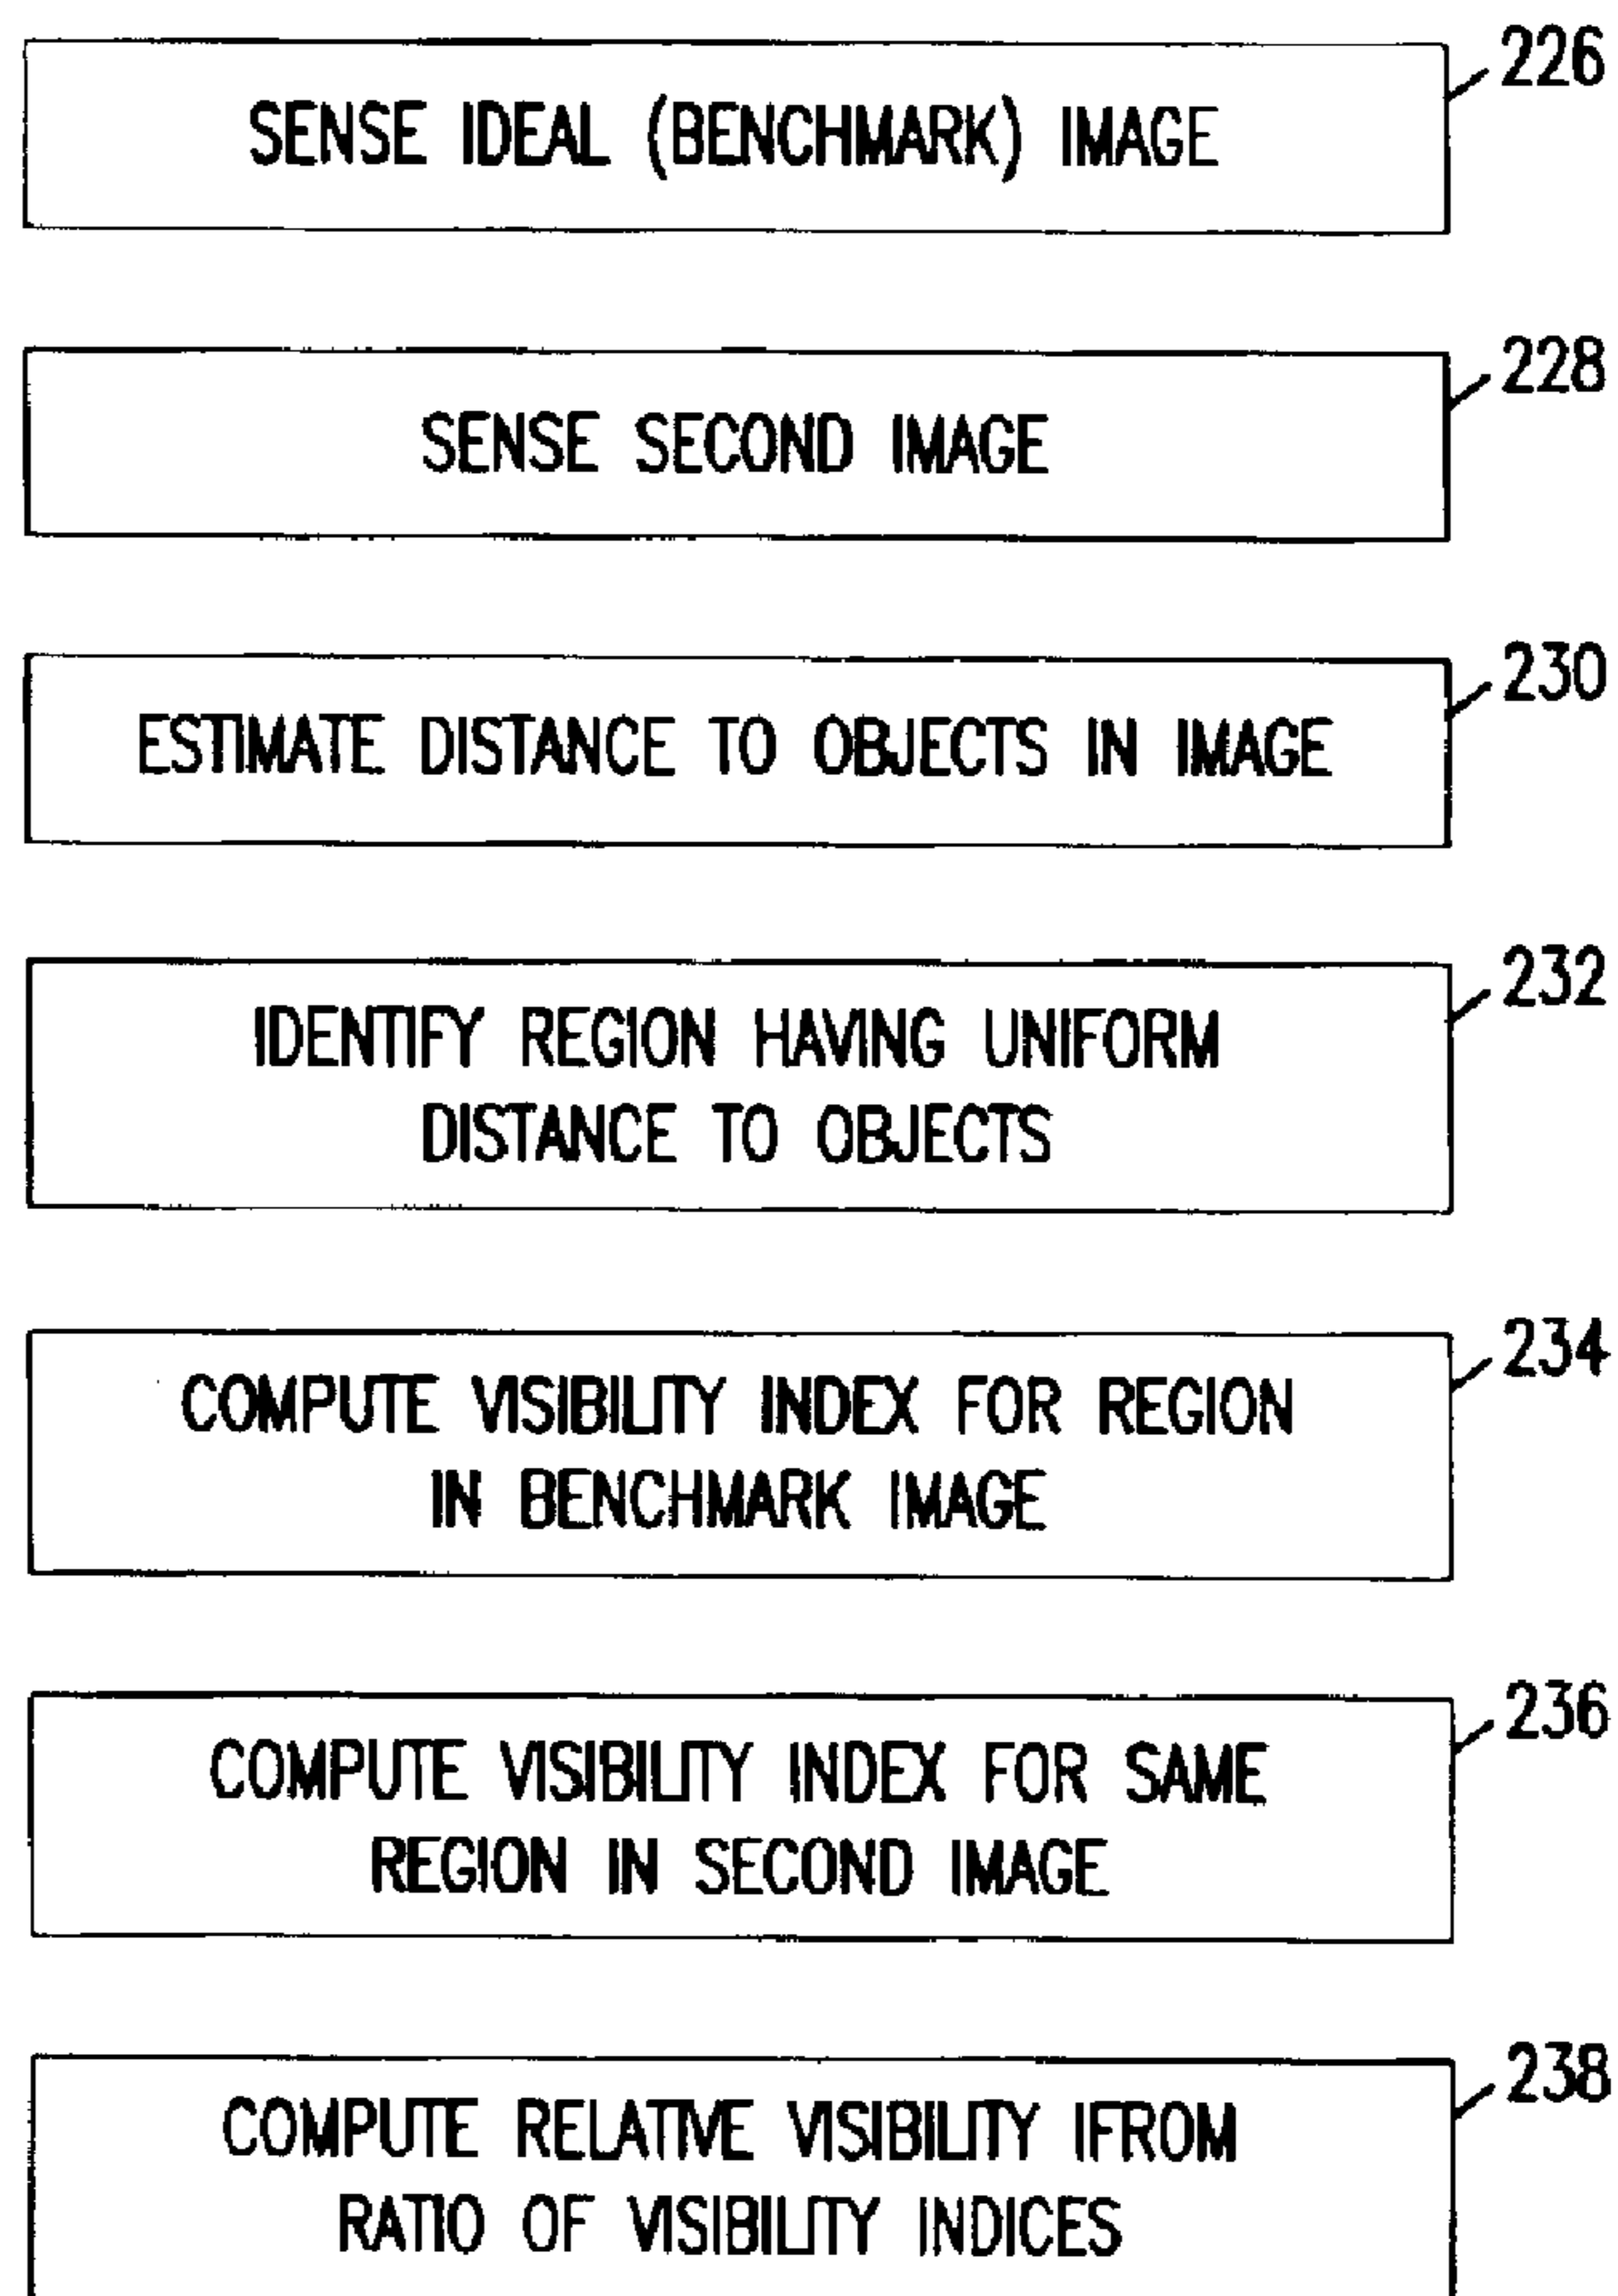 226
SENSE IDEAL (BENCHMARK) IMAGE
228
SENSE SECOND IMAGE
230
ESTIMATE DISTANCE TO OBJECTS IN IMAGE
232
IDENTIFY REGION HAVING UNIFORM
DISTANCE TO OBJECTS
234
COMPUTE VISIBILITY INDEX FOR REGION
IN BENCHMARK IMAGE
236
COMPUTE VISIBILITY INDEX FOR SAME
REGION IN SECOND IMAGE
238
COMPUTE RELATIVE VISIBILITY IFROM
RATIO OF VISIBILITY INDICES